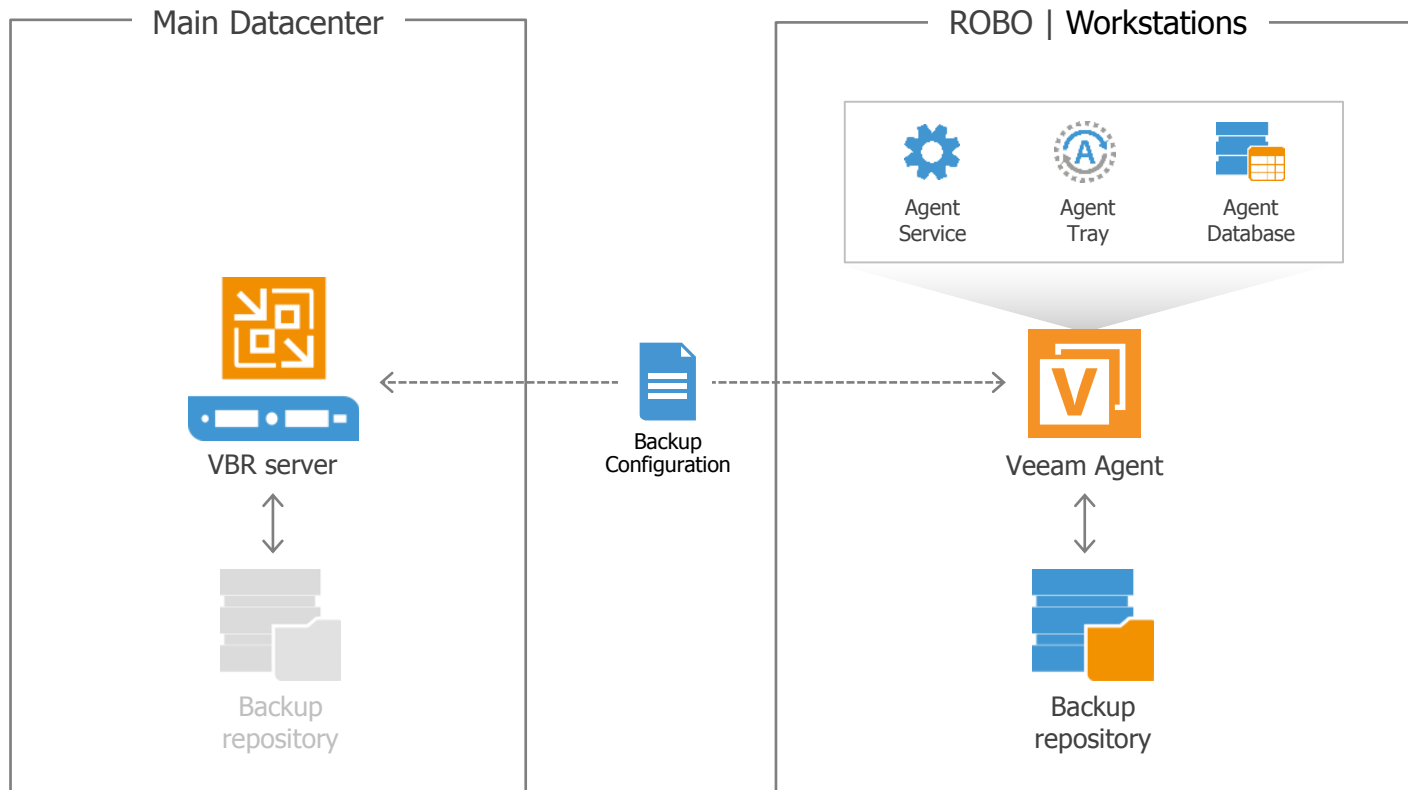 Main Datacenter
ROBO | Workstations
A
Agent
Service
Agent
Tray
Agent
Database
V
VBR server
Backup
Configuration
Veeam Agent
Backup
repository
Backup
repository